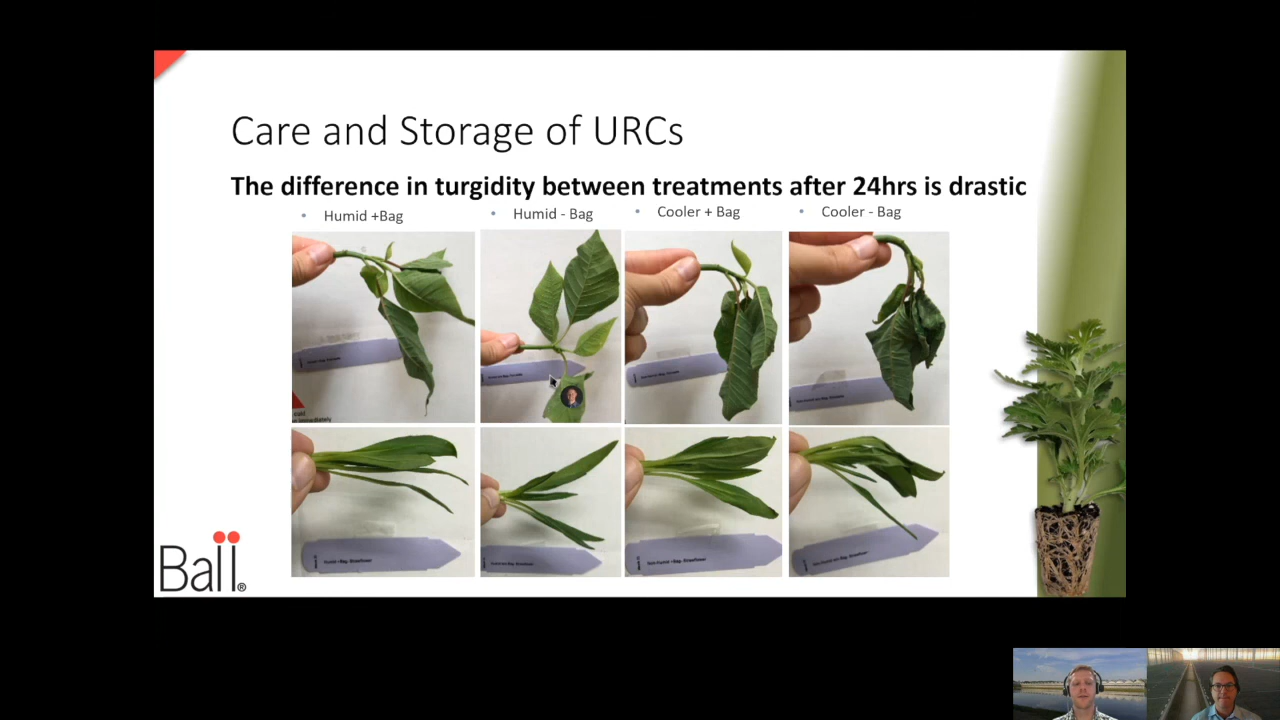 Care and Storage of URCs
The difference in turgidity between treatments after 24hrs is drastic
• Humid +Bag
• Humid - Bag
• Cooler + Bag
• Cooler - Bag
Ball®